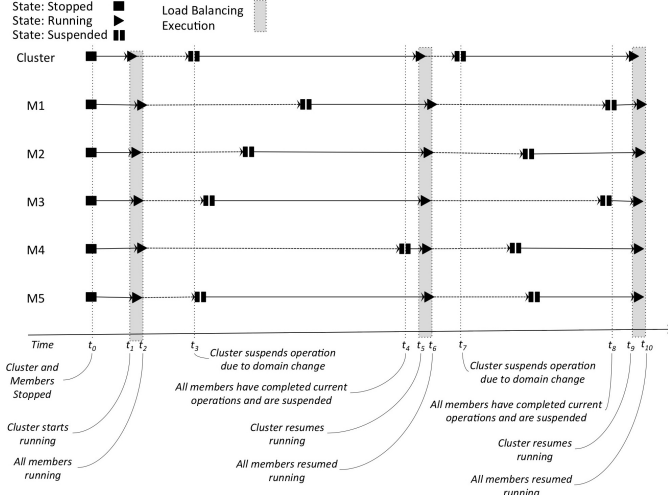 State: Stopped
State: Running
State: Suspended
Load Balancing
Execution
Cluster
M1
M2
M3
M4
M5
Time
t0
t1
t2
t3
t4
t5
t6
t7
t8
t9
t10
Cluster and
Members
Stopped
Cluster starts
running
All members
running
Cluster suspends operation
due to domain change
All members have completed current
operations and are suspended
Cluster resumes
running
All members resumed
running
Cluster suspends operation
due to domain change
All members have completed current
operations and are suspended
Cluster resumes
running
All members resumed
running